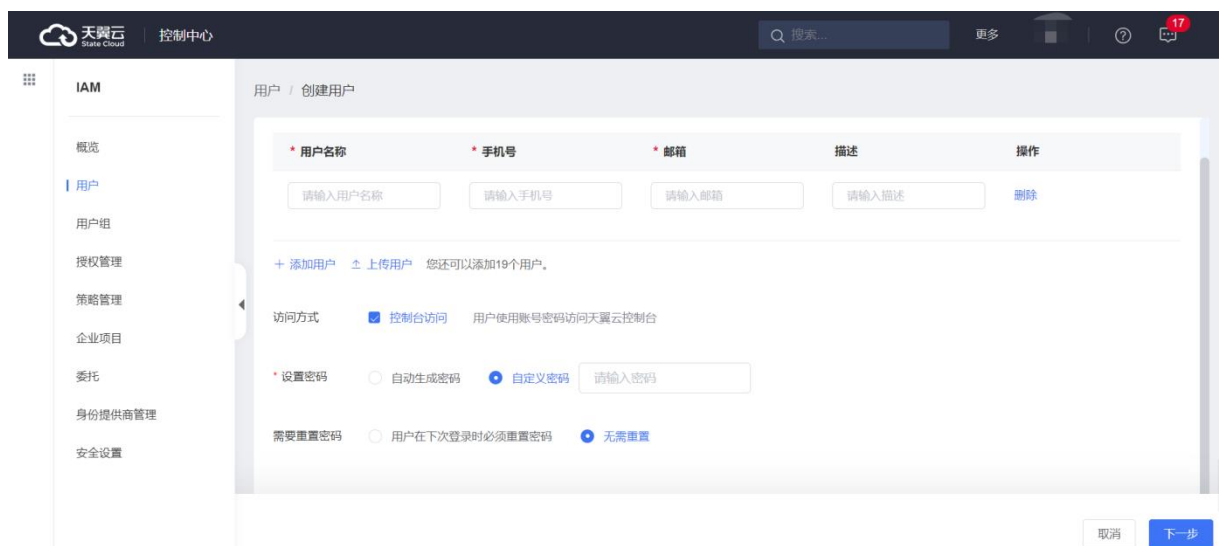 天翼云 控制中心 搜索... 更多 17
State Cloud
IAM 用户 / 创建用户
概览 * 用户名称 * 手机号 * 邮箱 描述 操作
用户 请输入用户名称 请输入手机号 请输入邮箱 请输入描述 删除
用户组
授权管理 + 添加用户 上传用户 您还可以添加19个用户。
策略管理
访问方式 控制台访问 用户使用账号密码访问天翼云控制台
企业项目
委托 * 设置密码 自动生成密码 自定义密码 请输入密码
身份提供商管理
需要重置密码 用户在下次登录时必须重置密码 无需重置
安全设置
取消 下一步